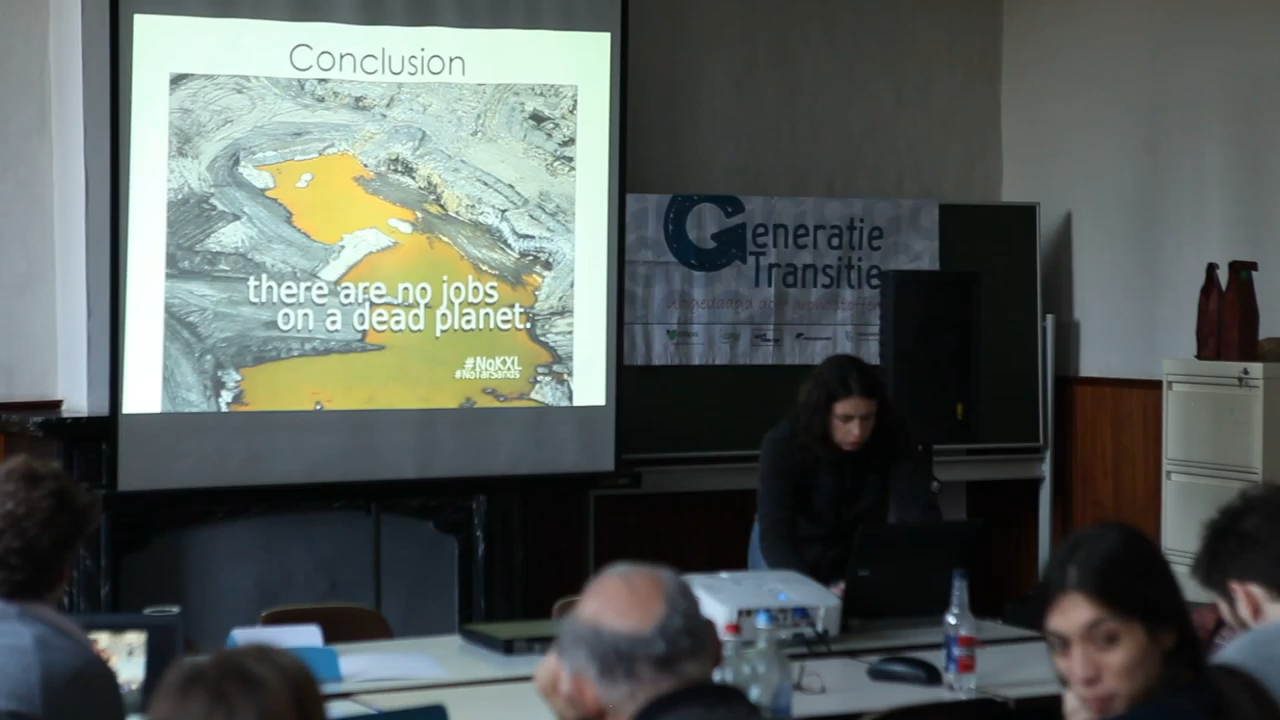 Conclusion
there are no jobs
on a dead planet.
#NoKXL
#NoTarSands
Generatie
Transitie